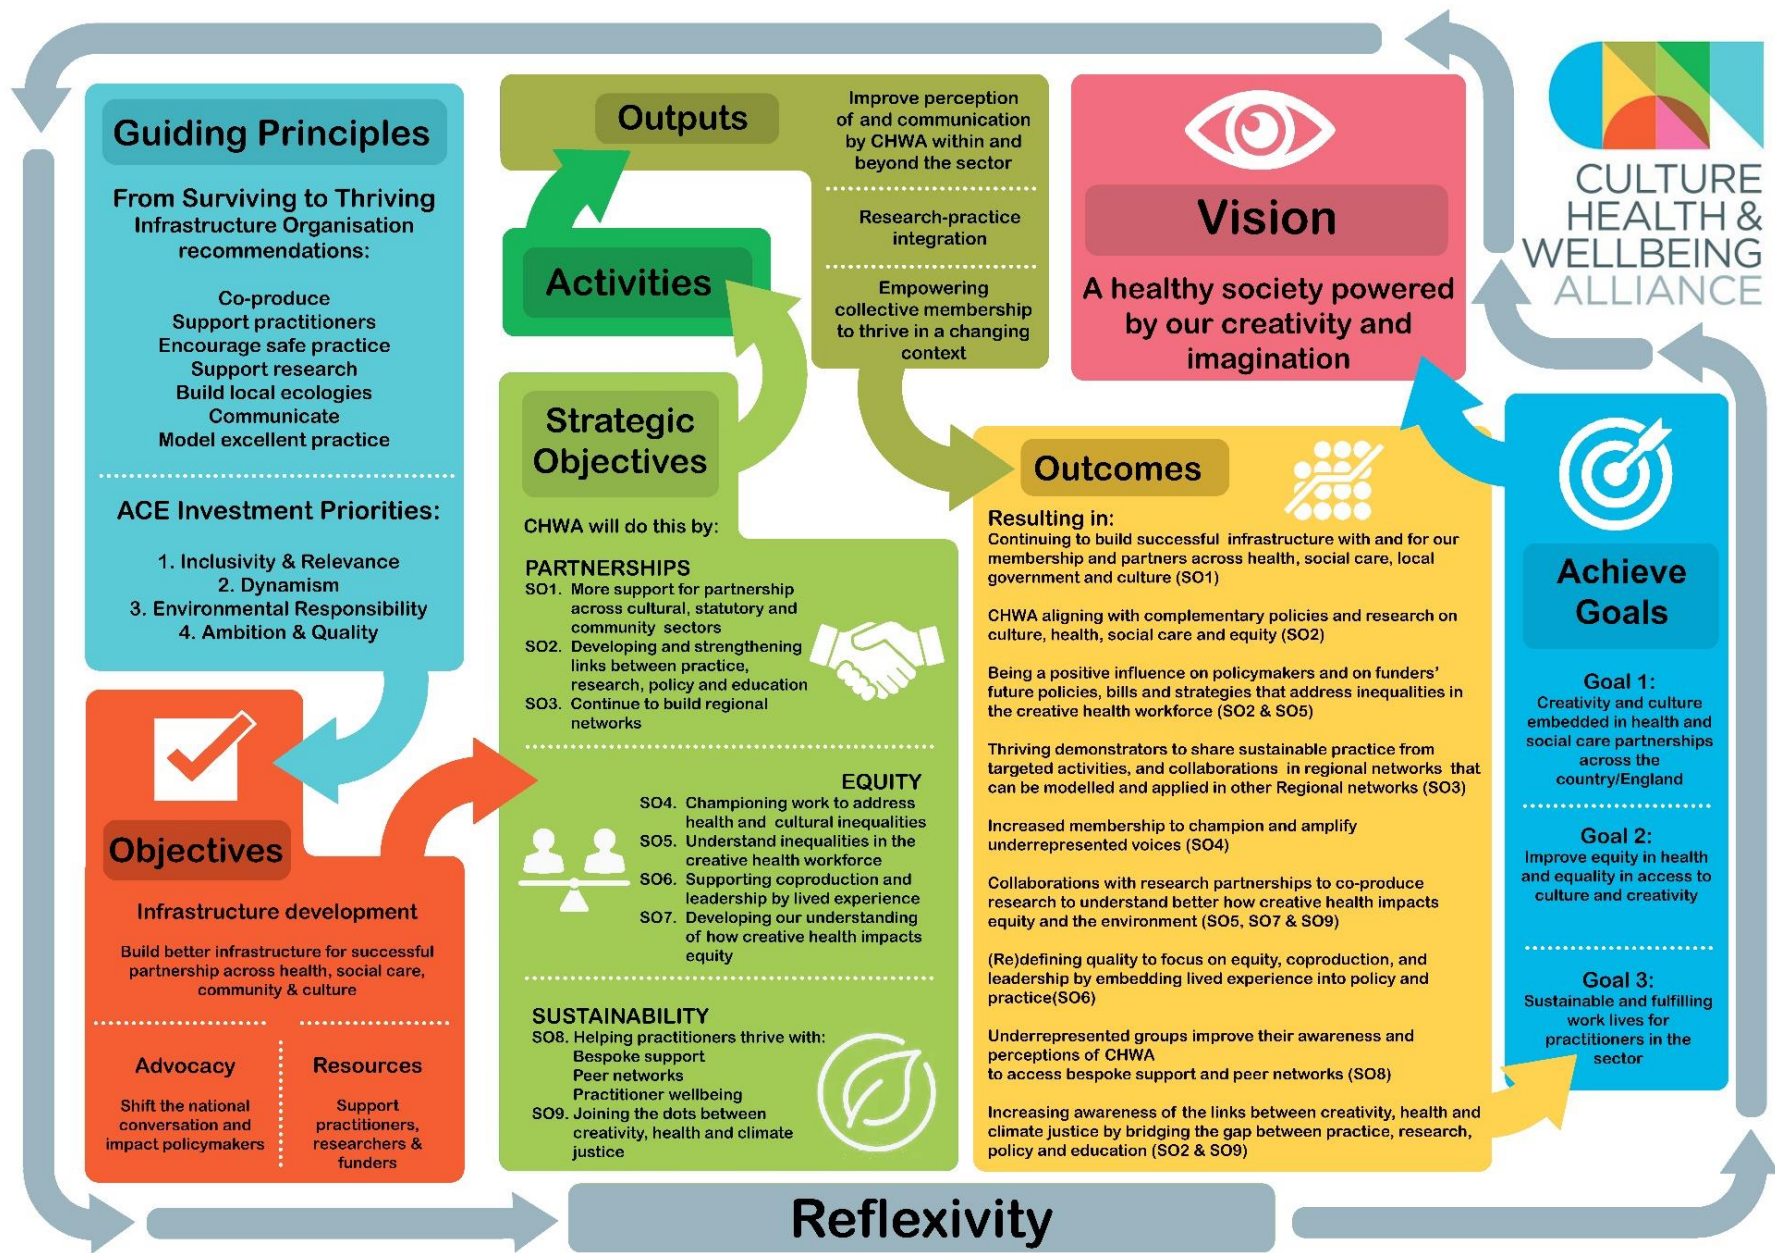 Guiding Principles
From Surviving to Thriving
Infrastructure Organisation
recommendations:
Co-produce
Support practitioners
Encourage safe practice
Support research
Build local ecologies
Communicate
Model excellent practice
ACE Investment Priorities:
1. Inclusivity & Relevance
2. Dynamism
3. Environmental Responsibility
4. Ambition & Quality
Objectives
Infrastructure development
Build better infrastructure for successful
partnership across health, social care,
community & culture
Advocacy
Shift the national
conversation and
impact policymakers
Resources
Support
practitioners,
researchers &
funders
Strategic
Objectives
CHWA will do this by:
PARTNERSHIPS
SO1. More support for partnership
across cultural, statutory and
community sectors
SO2. Developing and strengthening
links between practice,
research, policy and education
SO3. Continue to build regional
networks
EQUITY
SO4. Championing work to address
health and cultural inequalities
SO5. Understand inequalities in the
creative health workforce
SO6. Supporting coproduction and
leadership by lived experience
SO7. Developing our understanding
of how creative health impacts
equity
SUSTAINABILITY
SO8. Helping practitioners thrive with:
Bespoke support
Peer networks
Practitioner wellbeing
SO9. Joining the dots between
creativity, health and climate
justice
Activities
Outputs
Improve perception
of and communication
by CHWA within and
beyond the sector
Research-practice
integration
Empowering
collective membership
to thrive in a changing
context
Outcomes
Resulting in:
Continuing to build successful infrastructure with and for our
membership and partners across health, social care, local
government and culture (SO1)
CHWA aligning with complementary policies and research on
culture, health, social care and equity (SO2)
Being a positive influence on policymakers and on funders'
future policies, bills and strategies that address inequalities in
the creative health workforce (SO2 & SO5)
Thriving demonstrators to share sustainable practice from
targeted activities, and collaborations in regional networks that
can be modelled and applied in other Regional networks (SO3)
Increased membership to champion and amplify
underrepresented voices (SO4)
Collaborations with research partnerships to co-produce
research to understand better how creative health impacts
equity and the environment (SO5, SO7 & SO9)
(Re)defining quality to focus on equity, coproduction, and
leadership by embedding lived experience into policy and
practice(SO6)
Underrepresented groups improve their awareness and
perceptions of CHWA
to access bespoke support and peer networks (SO8)
Increasing awareness of the links between creativity, health and
climate justice by bridging the gap between practice, research,
policy and education (SO2 & SO9)
Achieve
Goals
Goal 1:
Creativity and culture
embedded in health and
social care partnerships
across the
country/England
Goal 2:
Improve equity in health
and equality in access to
culture and creativity
Goal 3:
Sustainable and fulfilling
work lives for
practitioners in the
sector
Vision
A healthy society powered
by our creativity and
imagination
CULTURE
HEALTH &
WELLBEING
ALLIANCE
Reflexivity